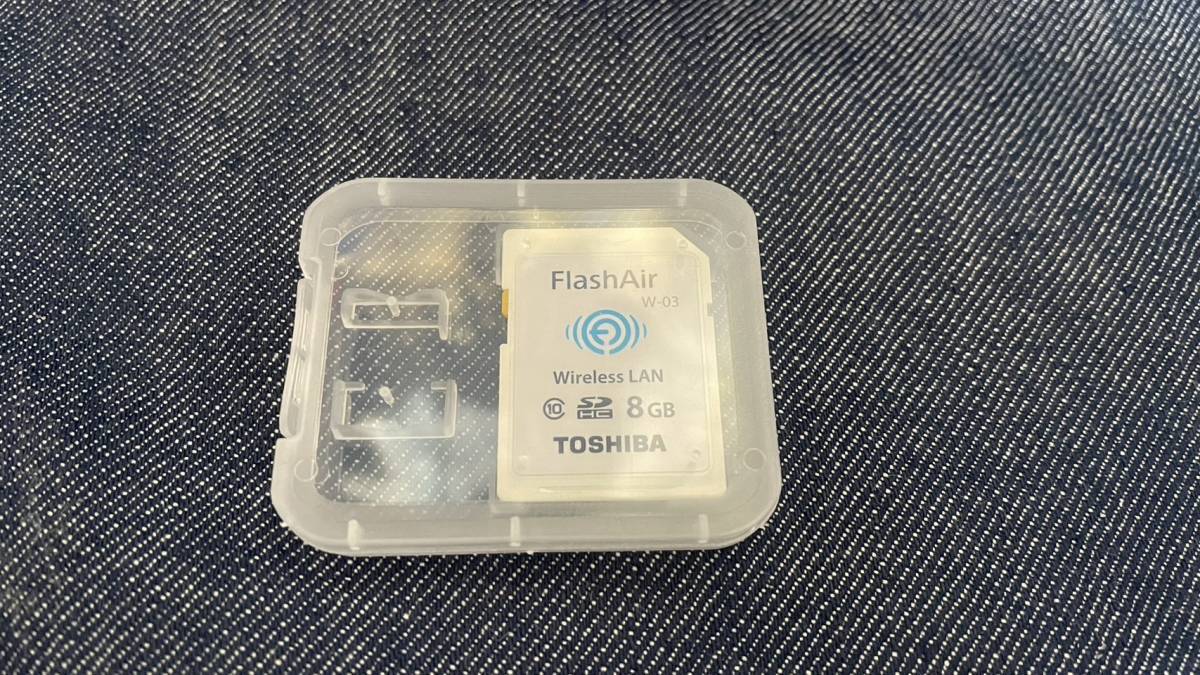 FlashAir
W-03
Wireless LAN
10 SD HC 8GB
TOSHIBA